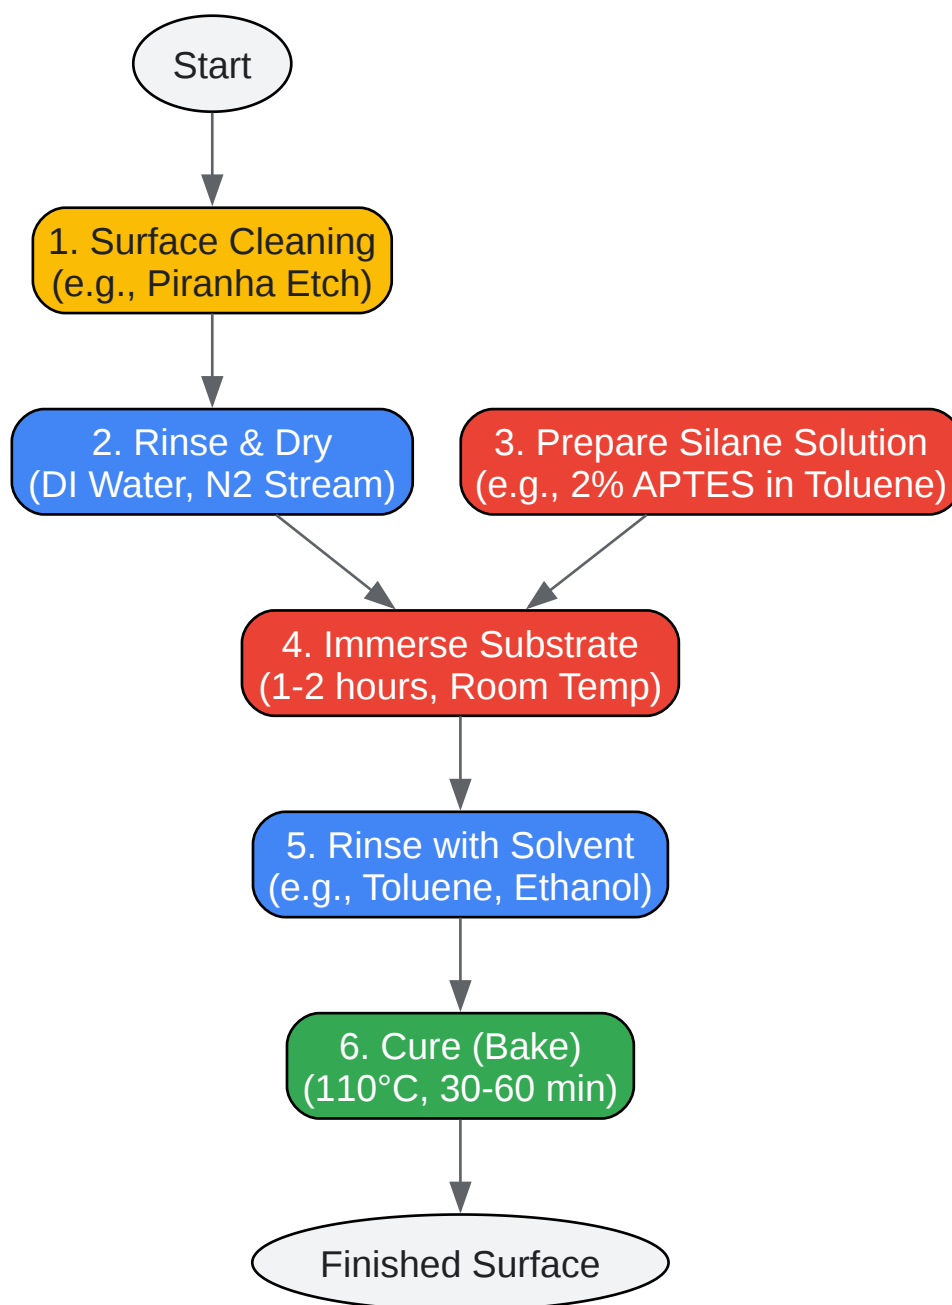 Start
1. Surface Cleaning
(e.g., Piranha Etch)
2. Rinse & Dry
(DI Water, N2 Stream)
3. Prepare Silane Solution
(e.g., 2% APTES in Toluene)
4. Immerse Substrate
(1-2 hours, Room Temp)
5. Rinse with Solvent
(e.g., Toluene, Ethanol)
6. Cure (Bake)
(110°C, 30-60 min)
Finished Surface